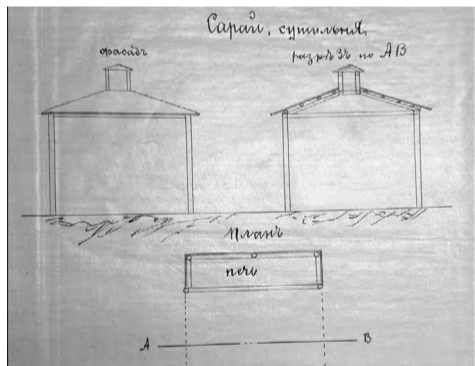 Сарай, сушильня,
фасадъ
разрѣзъ по АВ
планъ
печь
А В